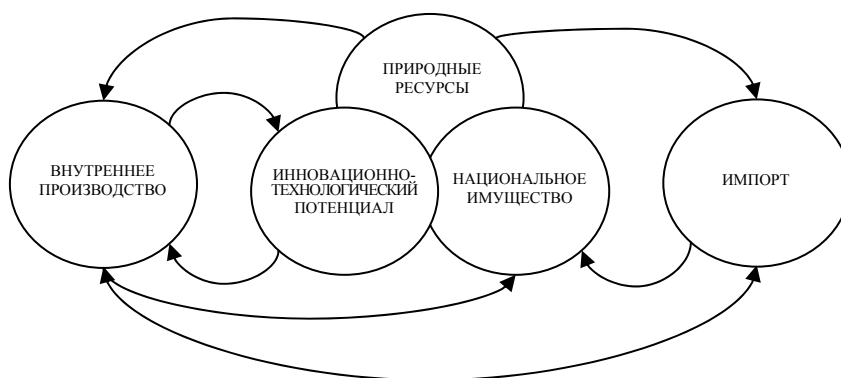 ПРИРОДНЫЕ
РЕСУРСЫ
ВНУТРЕННЕЕ
ПРОИЗВОДСТВО
ИННОВАЦИОННО-
ТЕХНОЛОГИЧЕСКИЙ
ПОТЕНЦИАЛ
НАЦИОНАЛЬНОЕ
ИМУЩЕСТВО
ИМПОРТ